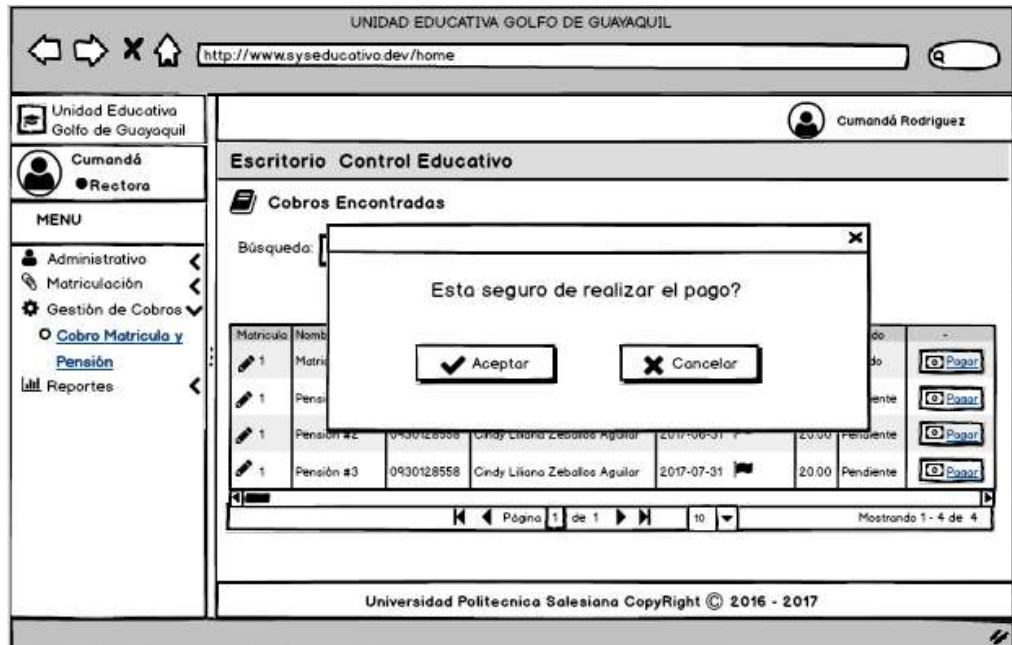 UNIDAD EDUCATIVA GOLFO DE GUAYAQUIL
http://www.syseducativo.dev/home
Unidad Educativa
Golfo de Guayaquil
Cumandá Rodriguez
Cumandá
Rectora
Escritorio Control Educativo
Cobros Encontradas
MENU
Búsqueda:
Administrativo
Matriculación
Gestión de Cobros
Cobro Matricula y
Pensión
Reportes
Esta seguro de realizar el pago?
Aceptar Cancelar
Matricula -
1 Pagar
1 Pagar
1 Pensión #2 0930128558 Cindy Liliana Zeballos Aguilar 20.00 Pendiente Pagar
1 Pensión #3 0930128558 Cindy Liliana Zeballos Aguilar 2017-07-31 20.00 Pendiente Pagar
Página 1 de 1 10 Mostrando 1 - 4 de 4
Universidad Politecnica Salesiana CopyRight © 2016 - 2017